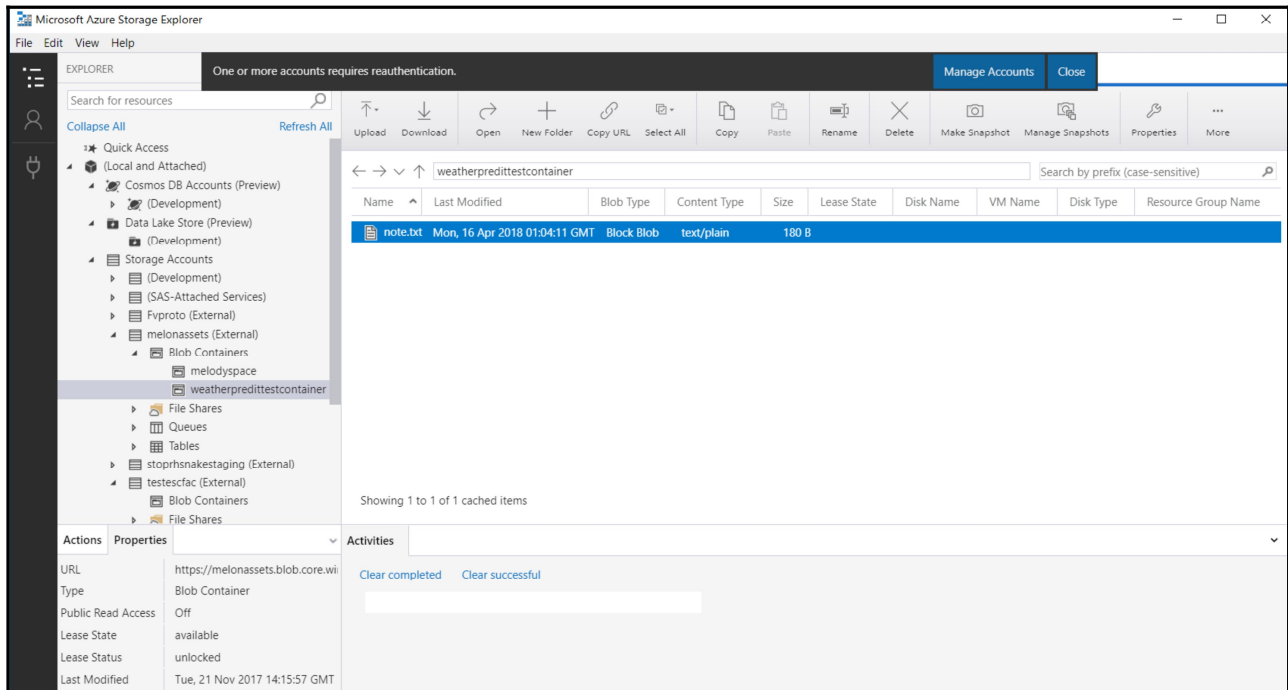 Microsoft Azure Storage Explorer
File Edit View Help
EXPLORER
One or more accounts requires reauthentication.
Manage Accounts
Close
Search for resources
Collapse All
Refresh All
Upload
Download
Open
New Folder
Copy URL
Select All
Copy
Paste
Rename
Delete
Make Snapshot
Manage Snapshots
Properties
More
Quick Access
(Local and Attached)
Cosmos DB Accounts (Preview)
(Development)
Data Lake Store (Preview)
(Development)
Storage Accounts
(Development)
(SAS-Attached Services)
Fvproto (External)
melonassets (External)
Blob Containers
melodyspace
weatherpredittestcontainer
File Shares
Queues
Tables
stoprhsnakestaging (External)
testescfac (External)
Blob Containers
File Shares
weatherpredittestcontainer
Search by prefix (case-sensitive)
Name Last Modified Blob Type Content Type Size Lease State Disk Name VM Name Disk Type Resource Group Name
note.txt Mon, 16 Apr 2018 01:04:11 GMT Block Blob text/plain 180 B
Showing 1 to 1 of 1 cached items
Actions Properties
URL https://melonassets.blob.core.wi
Type Blob Container
Public Read Access Off
Lease State available
Lease Status unlocked
Last Modified Tue, 21 Nov 2017 14:15:57 GMT
Activities
Clear completed Clear successful